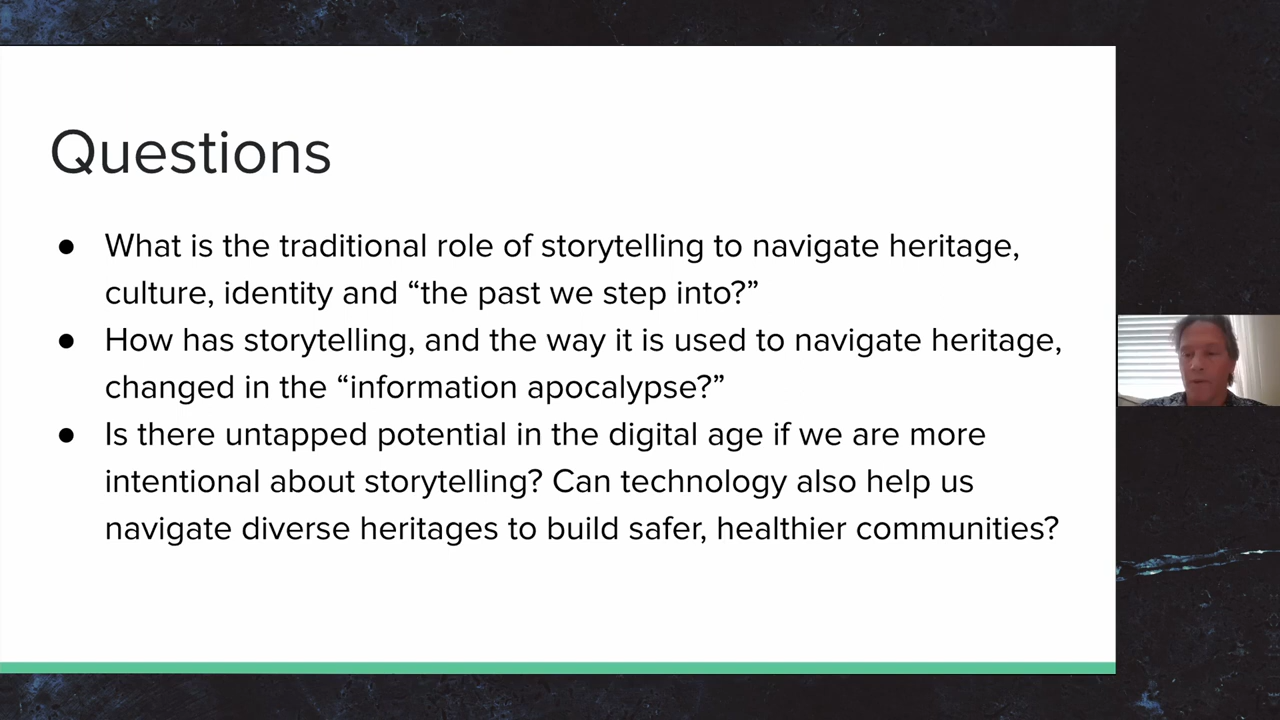 Questions
● What is the traditional role of storytelling to navigate heritage,
culture, identity and “the past we step into?”
● How has storytelling, and the way it is used to navigate heritage,
changed in the “information apocalypse?”
● Is there untapped potential in the digital age if we are more
intentional about storytelling? Can technology also help us
navigate diverse heritages to build safer, healthier communities?